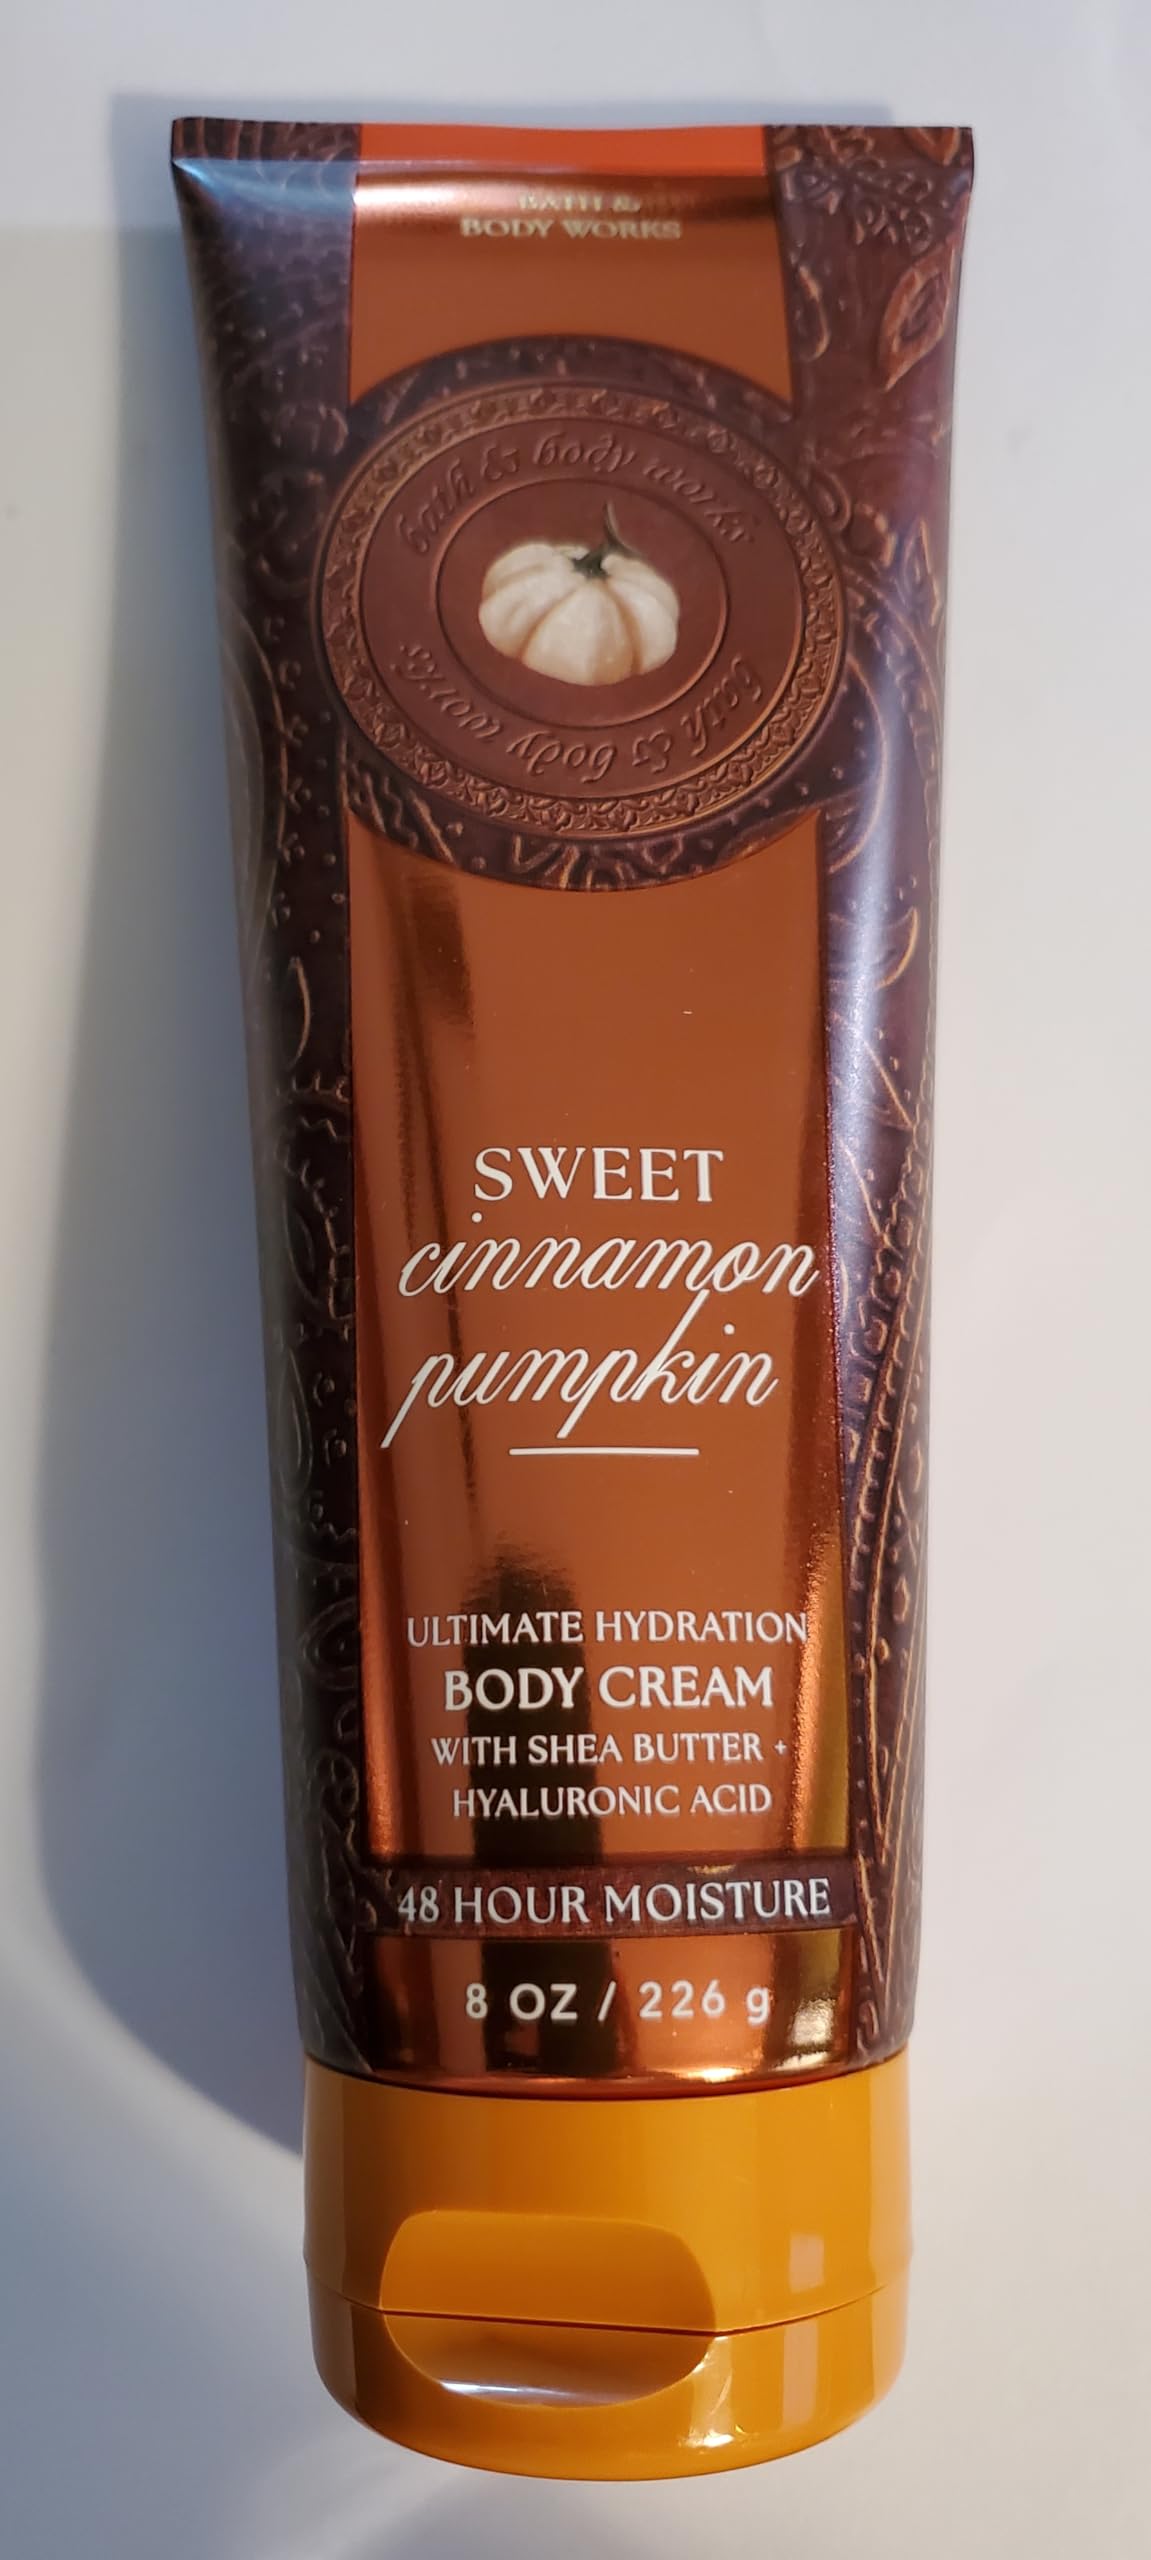 BATH &
BODY WORKS
bath & body works
bath & body works
SWEET
cinnamon
pumpkin
ULTIMATE HYDRATION
BODY CREAM
WITH SHEA BUTTER +
HYALURONIC ACID
48 HOUR MOISTURE
8 OZ / 226 g